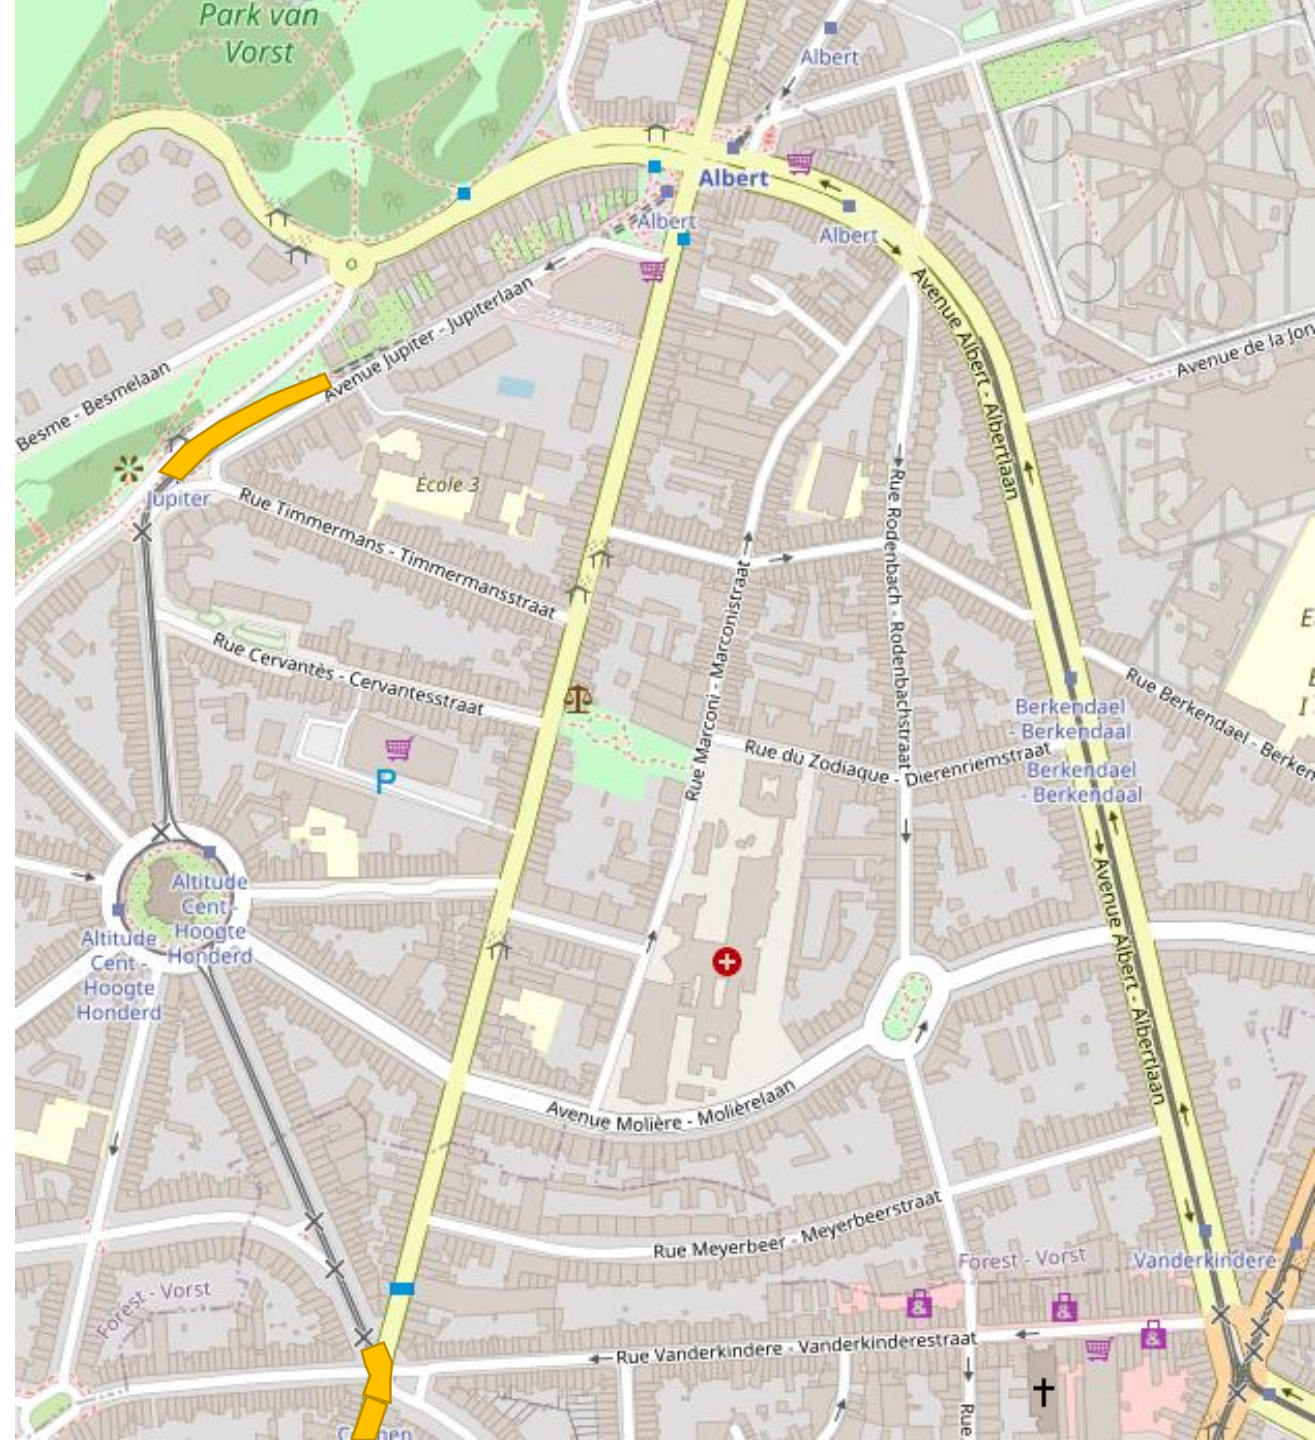 Park van
Vorst
Albert
Albert
Albert
Albert
Avenue Albert - Albertlaan
Avenue de la Jon
Avenue Jupiter - Jupiterlaan
Besme - Besmelaan
École 3
Jupiter
Rue Timmermans - Timmermansstraat
Rue Rodenbach - Rodenbachstraat
Rue Marconi - Marconistraat
Rue Cervantès - Cervantesstraat
Rue Berkendael - Berken
Berkendael
- Berkendaal
Berkendael
- Berkendaal
Rue du Zodiaque - Dierenriemstraat
P
Altitude
Cent -
Hoogte
Honderd
Altitude
Cent -
Hoogte
Honderd
Avenue Albert - Albertlaan
Avenue Molière - Molièrelaan
Rue Meyerbeer - Meyerbeerstraat
Forest - Vorst
Vanderkindere
Forest - Vorst
Rue Vanderkindere - Vanderkinderestraat
Rue